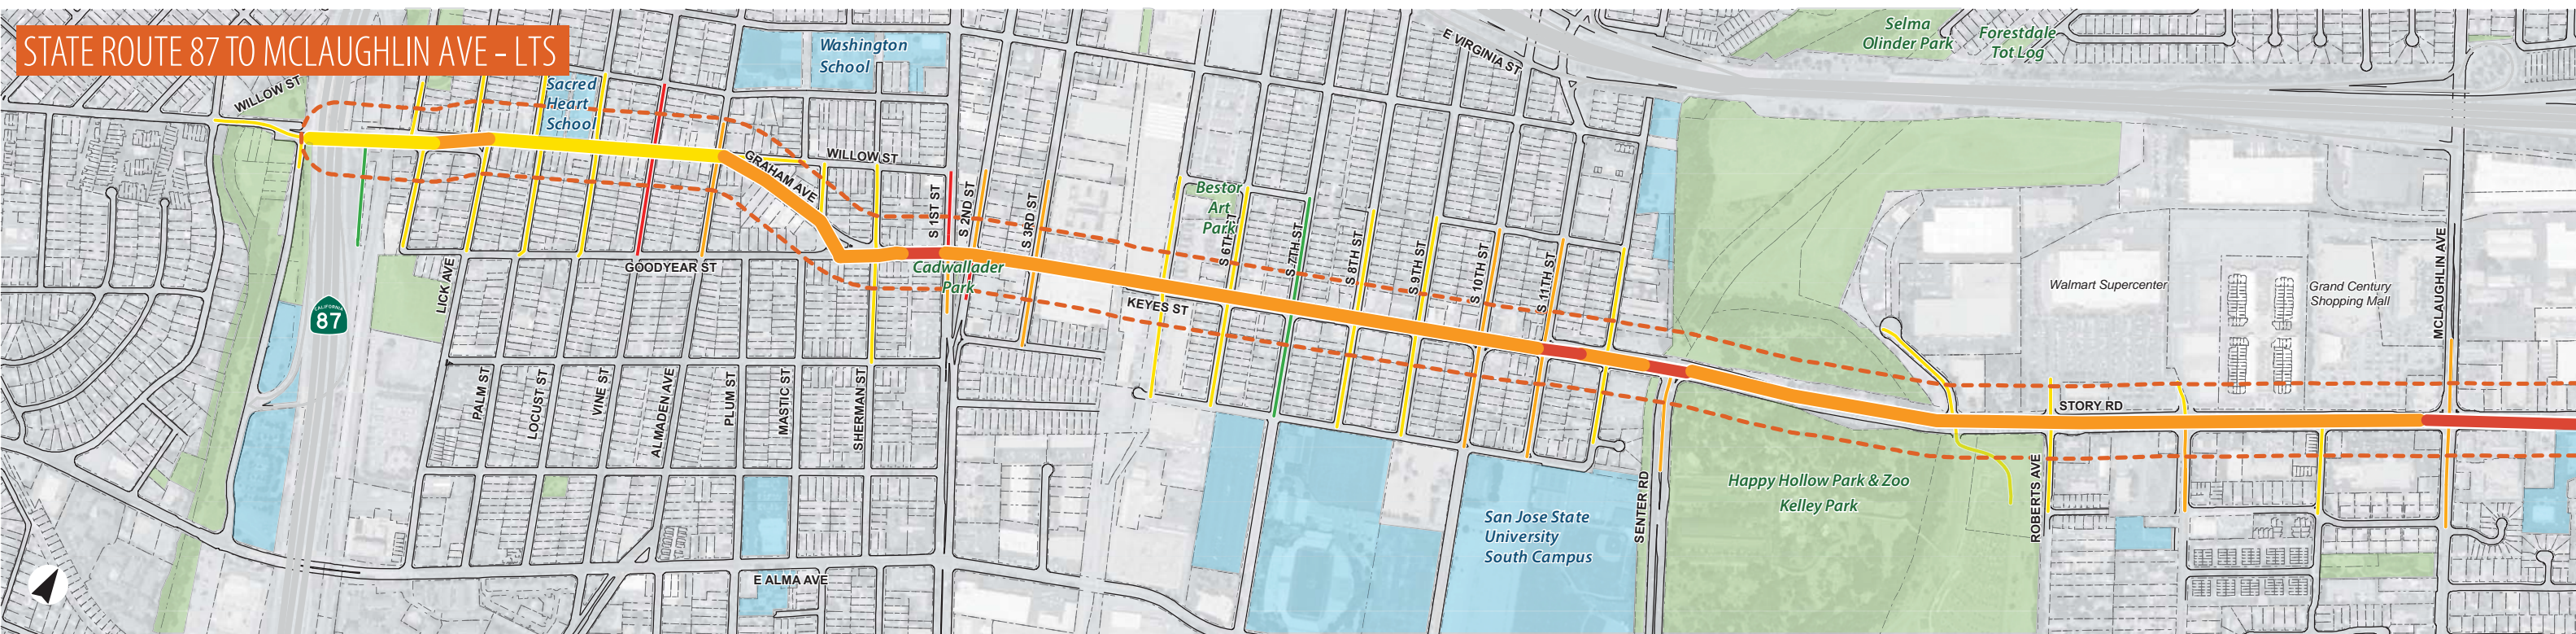 STATE ROUTE 87 TO MCLAUGHLIN AVE – LTS
WILLOW ST
Sacred
Heart
School
Washington
School
E VIRGINIA ST
Selma
Olinder Park
Forestdale
Tot Log
GRAHAM AVE
WILLOW ST
S 1ST ST
S 2ND ST
S 3RD ST
Bestor
Art
Park
S 6TH ST
S 7TH ST
S 8TH ST
S 9TH ST
S 10TH ST
S 11TH ST
GOODYEAR ST
Cadwallader
Park
KEYES ST
LICK AVE
CALIFORNIA
87
Walmart Supercenter
Grand Century
Shopping Mall
MCLAUGHLIN AVE
PALM ST
LOCUST ST
VINE ST
ALMADEN AVE
PLUM ST
MASTIC ST
SHERMAN ST
STORY RD
SENTER RD
Happy Hollow Park & Zoo
Kelley Park
ROBERTS AVE
San Jose State
University
South Campus
E ALMA AVE